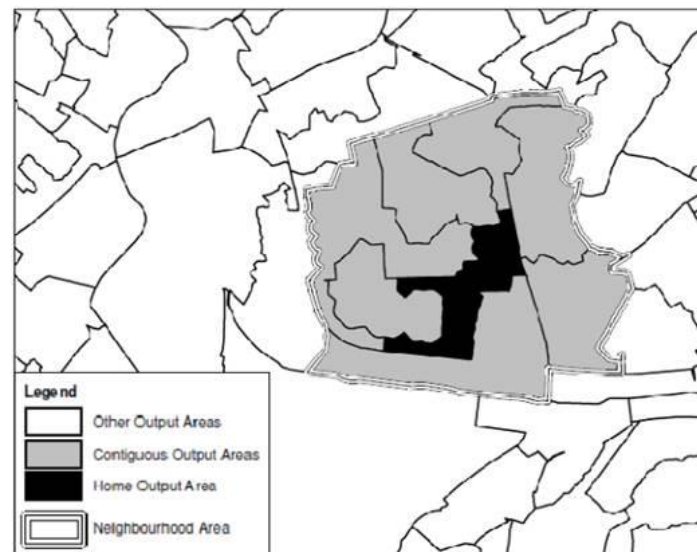 Legend
Other Output Areas
Contiguous Output Areas
Home Output Area
Neighbourhood Area